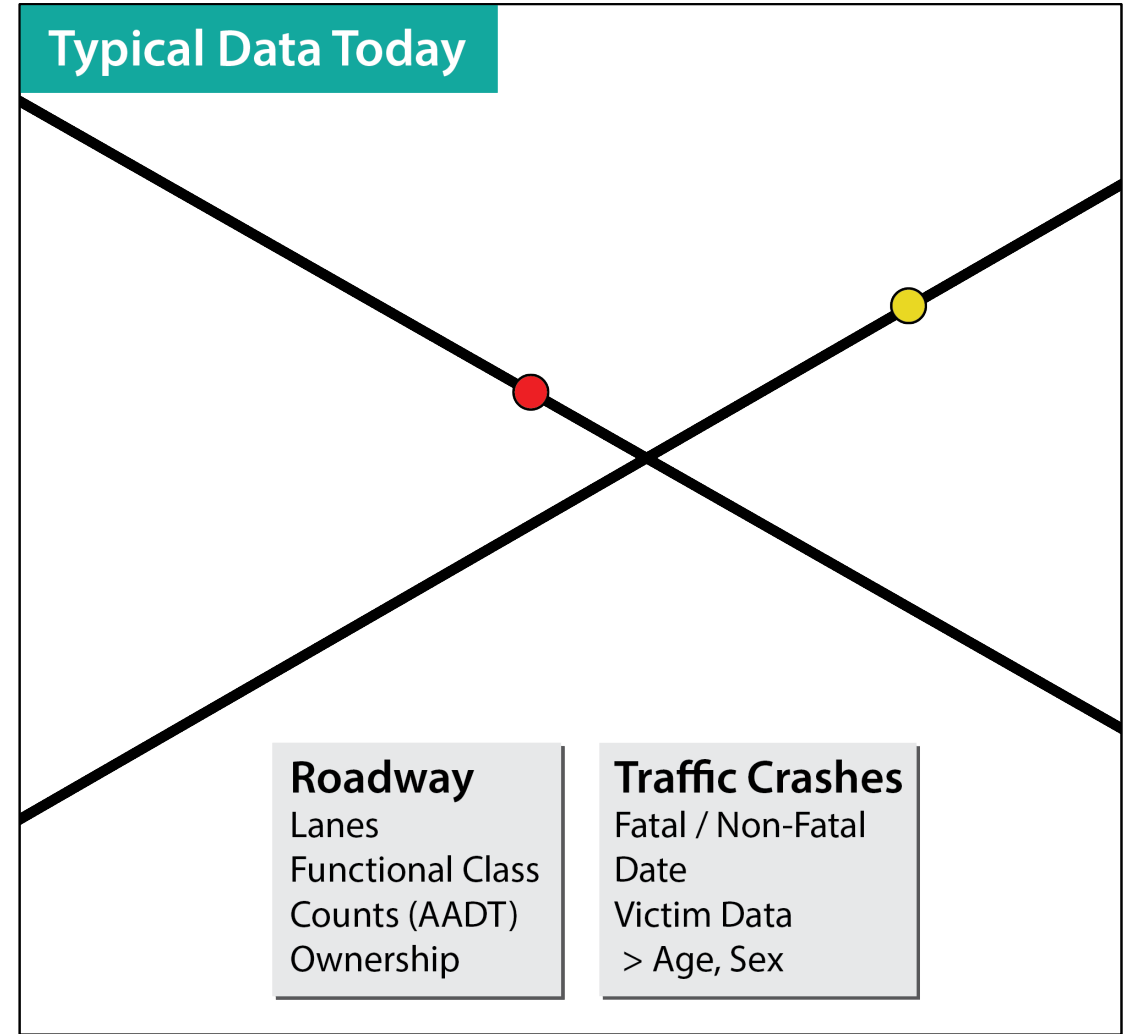 Typical Data Today
Roadway
Lanes
Functional Class
Counts (AADT)
Ownership
Traffic Crashes
Fatal / Non-Fatal
Date
Victim Data
> Age, Sex